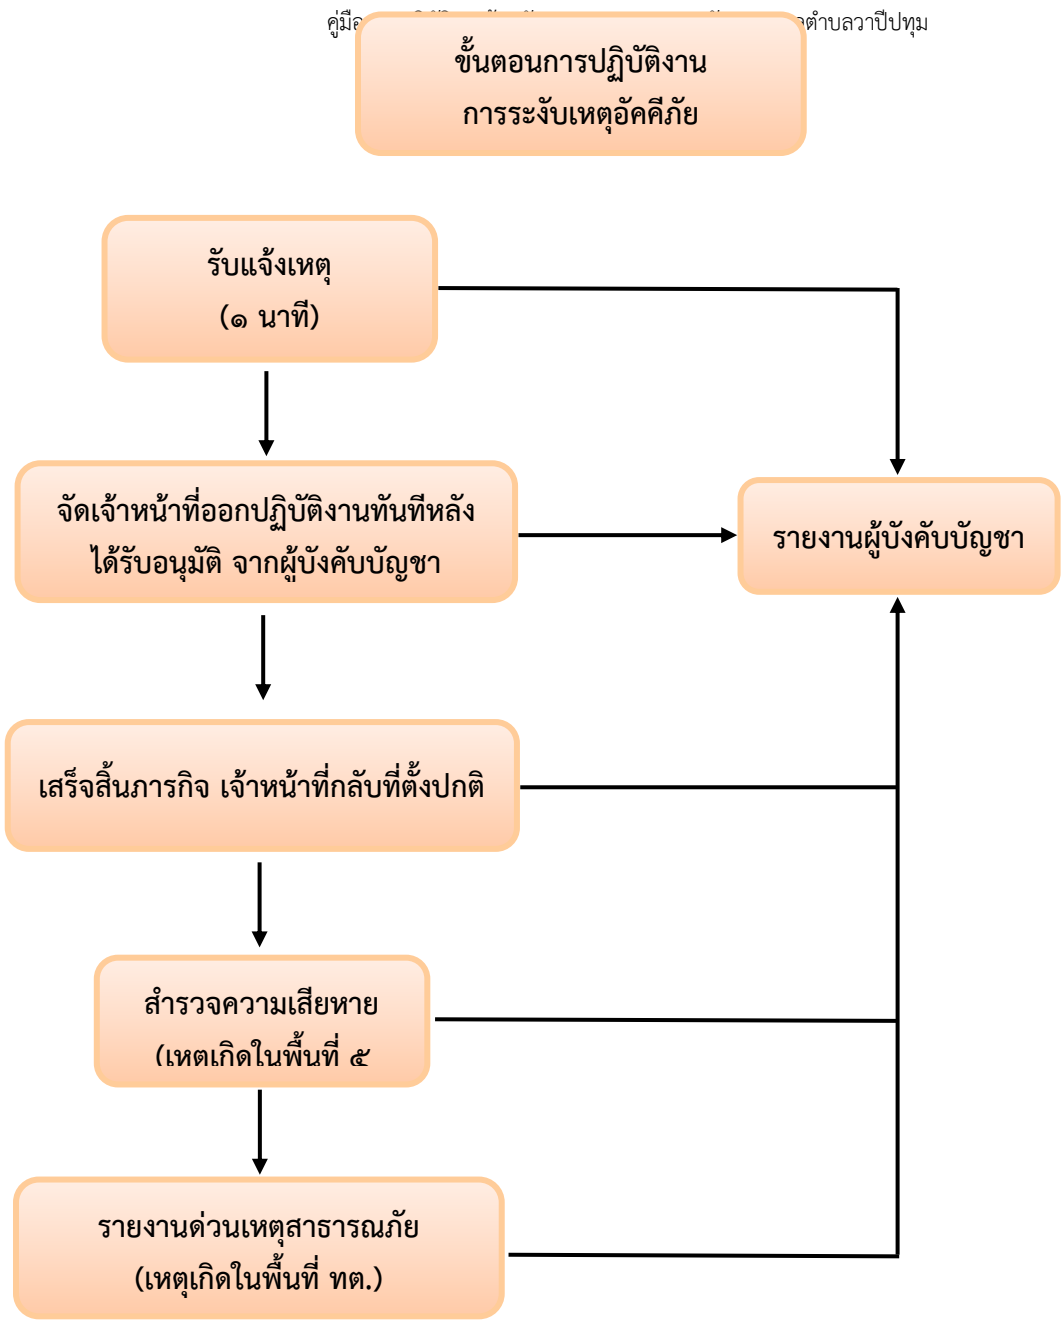 คู่มือ ตำบลวาปีปทุม
ขั้นตอนการปฏิบัติงาน
การระงับเหตุอัคคีภัย
รับแจ้งเหตุ
(๑ นาที)
จัดเจ้าหน้าที่ออกปฏิบัติงานทันทีหลัง
ได้รับอนุมัติ จากผู้บังคับบัญชา
รายงานผู้บังคับบัญชา
เสร็จสิ้นภารกิจ เจ้าหน้าที่กลับที่ตั้งปกติ
สำรวจความเสียหาย
(เหตุเกิดในพื้นที่ ๕
รายงานด่วนเหตุสาธารณภัย
(เหตุเกิดในพื้นที่ ทต.)